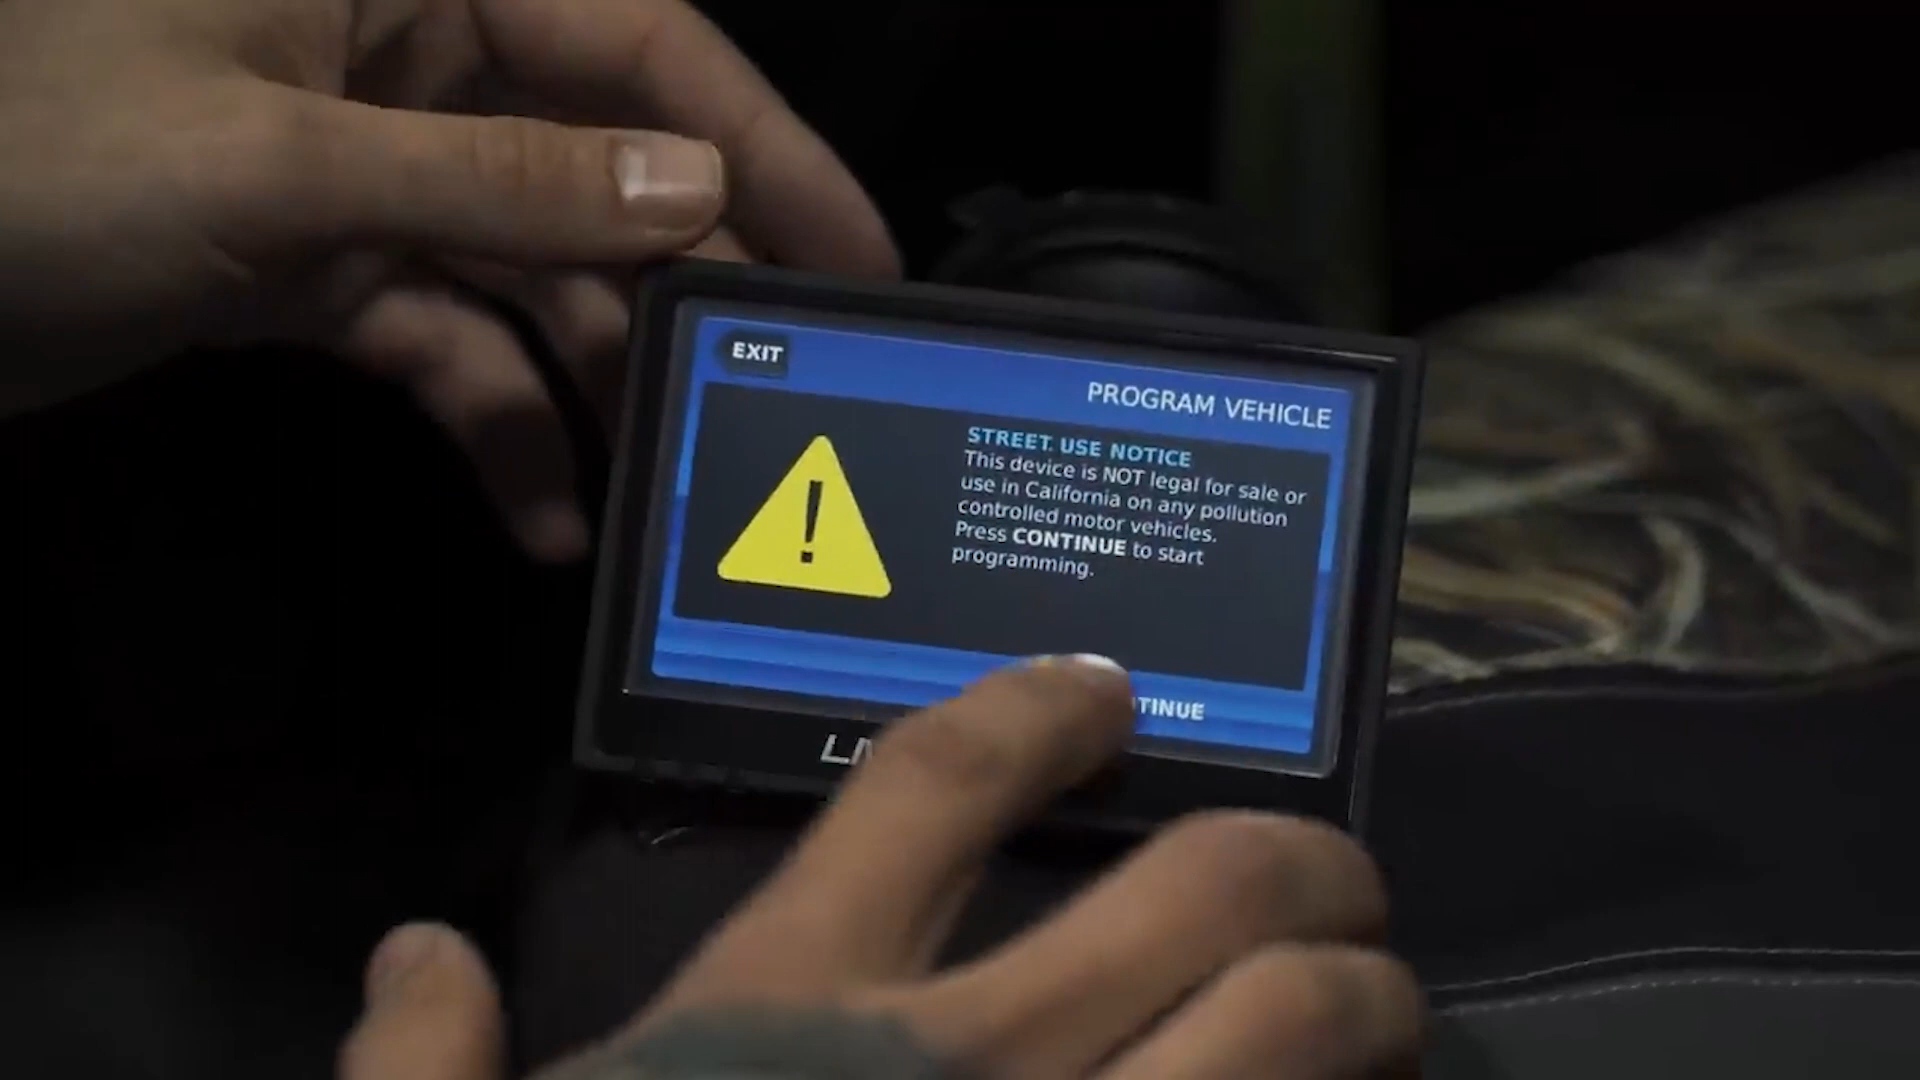 EXIT
PROGRAM VEHICLE
STREET USE NOTICE
This device is NOT legal for sale or
use in California on any pollution
controlled motor vehicles.
Press CONTINUE to start
programming.
TINUE